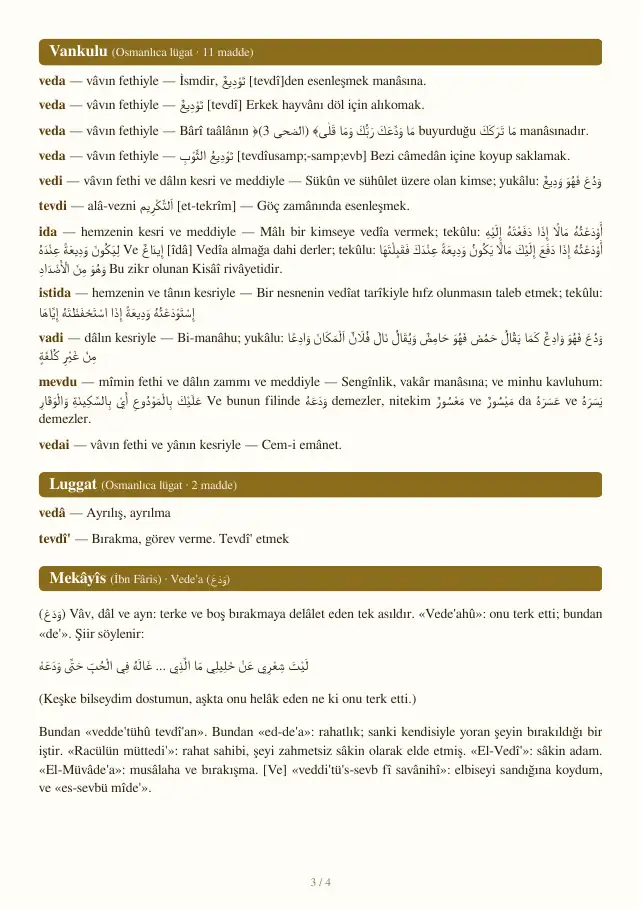 Vankulu (Osmanlıca lügat · 11 madde)
veda — vâvın fethiyle — İsmdir, تَوْدِيعٌ [tevdî]den esenleşmek manâsına.
veda — vâvın fethiyle — تَوْدِيعٌ [tevdî] Erkek hayvânı döl için alıkomak.
veda — vâvın fethiyle — Bârî taâlânın ﴿مَا وَدَّعَكَ رَبُّكَ وَمَا قَلَى﴾ (الضحى 3) buyurduğu مَا تَرَكَكَ manâsınadır.
veda — vâvın fethiyle — تَوْدِيعُ الثَّوْبِ [tevdîusamp;-samp;evb] Bezi câmedân içine koyup saklamak.
vedi — vâvın fethi ve dâlın kesri ve meddiyle — Sükûn ve sühûlet üzere olan kimse; yukâlu: وَدُعَ فَهُوَ وَدِيعٌ
tevdi — alâ-vezni اَلتَّكْرِيمِ [et-tekrîm] — Göç zamânında esenleşmek.
ida — hemzenin kesri ve meddiyle — Mâlı bir kimseye vedîa vermek; tekûlu: أَوْدَعْتُهُ مَالًا إِذَا دَفَعْتَهُ إِلَيْهِ
لِيَكُونَ وَدِيعَةً عِنْدَهُ Ve إِيدَاعٌ [îdâ] Vedîa almağa dahi derler; tekûlu: أَوْدَعْتُهُ إِذَا دَفَعَ إِلَيْكَ مَالًا يَكُونُ وَدِيعَةً عِنْدَكَ فَقَبِلْتَهَا
وَهُوَ مِنَ الْأَضْدَادِ Bu zikr olunan Kisâî rivâyetidir.
istida — hemzenin ve tânın kesriyle — Bir nesnenin vedîat tarîkiyle hıfz olunmasın taleb etmek; tekûlu:
إِسْتَوْدَعْتُهُ وَدِيعَةً إِذَا اسْتَحْفَظْتَهُ إِيَّاهَا
vadi — dâlın kesriyle — Bi-manâhu; yukâlu: وَدُعَ فَهُوَ وَادِعٌ كَمَا يَقَالُ حَمُضَ فَهُوَ حَامِضٌ وَيُقَالُ نَالَ فُلَانٌ اَلْمَكَانَ وَادِعًا
مِنْ غَيْرِ كُلْفَةٍ
mevdu — mîmin fethi ve dâlın zammı ve meddiyle — Sengînlik, vakâr manâsına; ve minhu kavluhum:
عَلَيْكَ بِالْمَوْدُوعِ أَيْ بِالسَّكِينَةِ وَالْوَقَارِ Ve bunun filinde وَدَعَهُ demezler, nitekim مَعْسُورٌ ve مَيْسُورٌ da عَسَرَهُ ve يَسَرَهُ
demezler.
vedai — vâvın fethi ve yânın kesriyle — Cem-i emânet.
Luggat (Osmanlıca lügat · 2 madde)
vedâ — Ayrılış, ayrılma
tevdî' — Bırakma, görev verme. Tevdî' etmek
Mekâyîs (İbn Fâris) · Vede'a (وَدَعَ)
(وَدَعَ) Vâv, dâl ve ayn: terke ve boş bırakmaya delâlet eden tek asıldır. «Vede'ahû»: onu terk etti; bundan
«de'». Şiir söylenir:
لَيْتَ شِعْرِي عَنْ خَلِيلِي مَا الَّذِي ... غَالَهُ فِي الْحُبِّ حَتَّى وَدَعَهُ
(Keşke bilseydim dostumun, aşkta onu helâk eden ne ki onu terk etti.)
Bundan «vedde'tühû tevdî'an». Bundan «ed-de'a»: rahatlık; sanki kendisiyle yoran şeyin bırakıldığı bir
iştir. «Racülün müttedi'»: rahat sahibi, şeyi zahmetsiz sâkin olarak elde etmiş. «El-Vedî'»: sâkin adam.
«El-Müvâde'a»: musâlaha ve bırakışma. [Ve] «veddi'tü's-sevb fî savânihî»: elbiseyi sandığına koydum,
ve «es-sevbü mîde'».
3 / 4